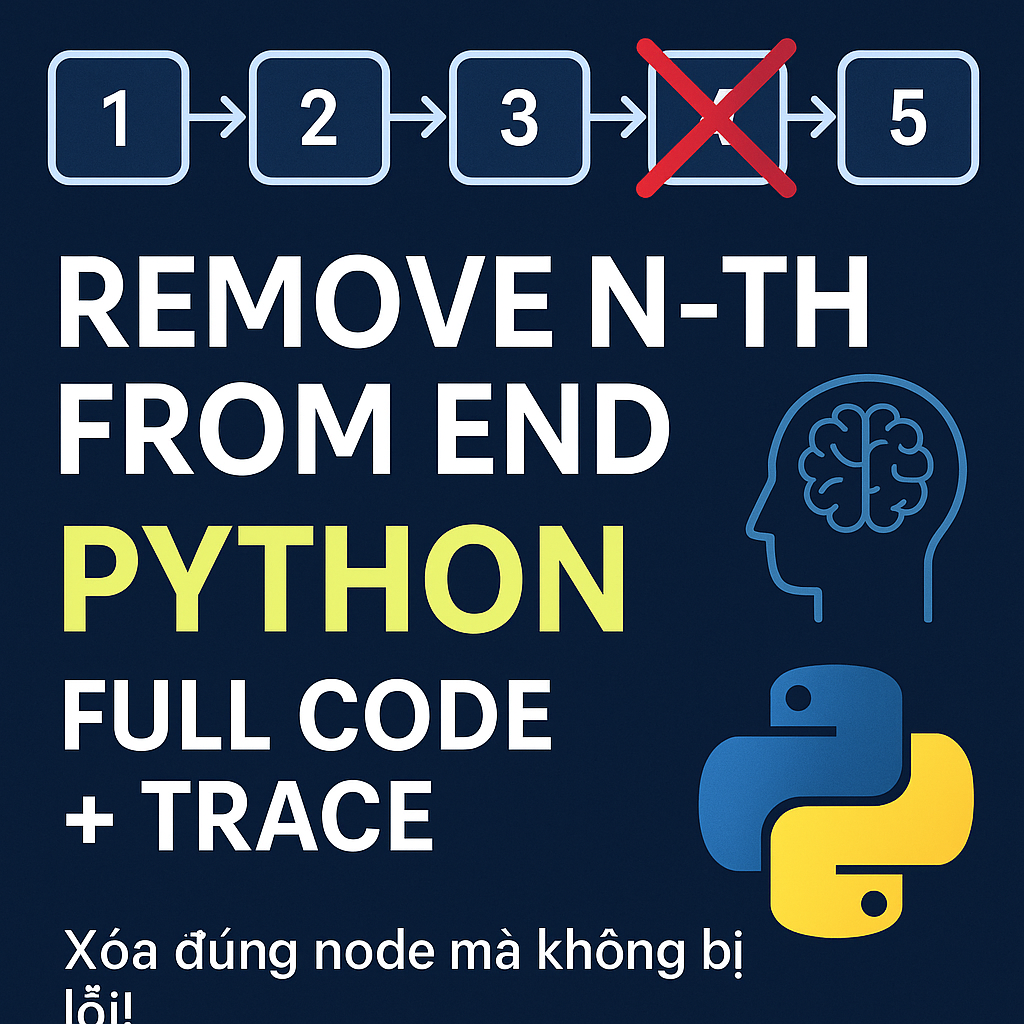 1 2 3 5
REMOVE N-TH
FROM END
PYTHON
FULL CODE
+ TRACE
Xóa đúng node mà không bị
lỗi!